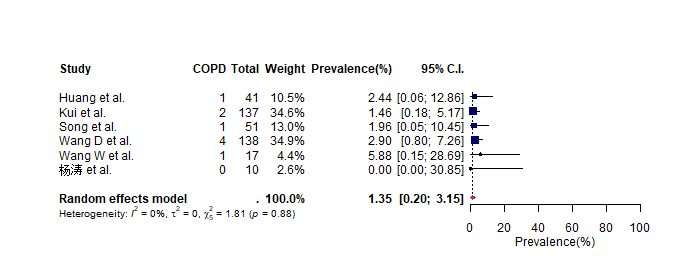 Study COPD Total Weight Prevalence(%) 95% C.I.
Huang et al. 1 41 10.5% 2.44 [0.06; 12.86]
Kui et al. 2 137 34.6% 1.46 [0.18; 5.17]
Song et al. 1 51 13.0% 1.96 [0.05; 10.45]
Wang D et al. 4 138 34.9% 2.90 [0.80; 7.26]
Wang W et al. 1 17 4.4% 5.88 [0.15; 28.69]
杨涛 et al. 0 10 2.6% 0.00 [0.00; 30.85]
Random effects model . 100.0% 1.35 [0.20; 3.15]
Heterogeneity: I² = 0%, τ² = 0, χ²₅ = 1.81 (p = 0.88)
0 20 40 60 80 100
Prevalence(%)